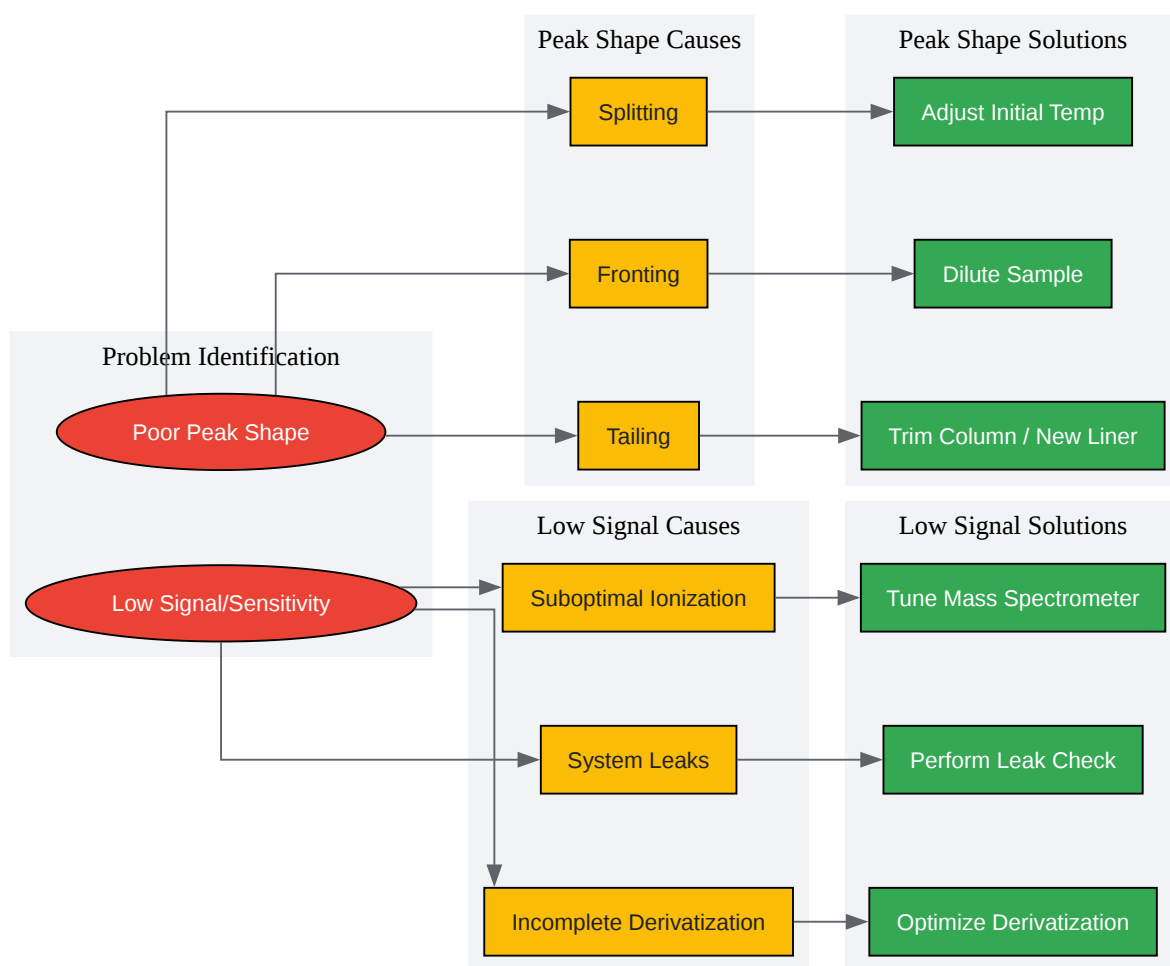 Peak Shape Causes
Peak Shape Solutions
Splitting
Adjust Initial Temp
Fronting
Dilute Sample
Problem Identification
Poor Peak Shape
Tailing
Trim Column / New Liner
Low Signal Causes
Low Signal Solutions
Low Signal/Sensitivity
Suboptimal Ionization
Tune Mass Spectrometer
System Leaks
Perform Leak Check
Incomplete Derivatization
Optimize Derivatization